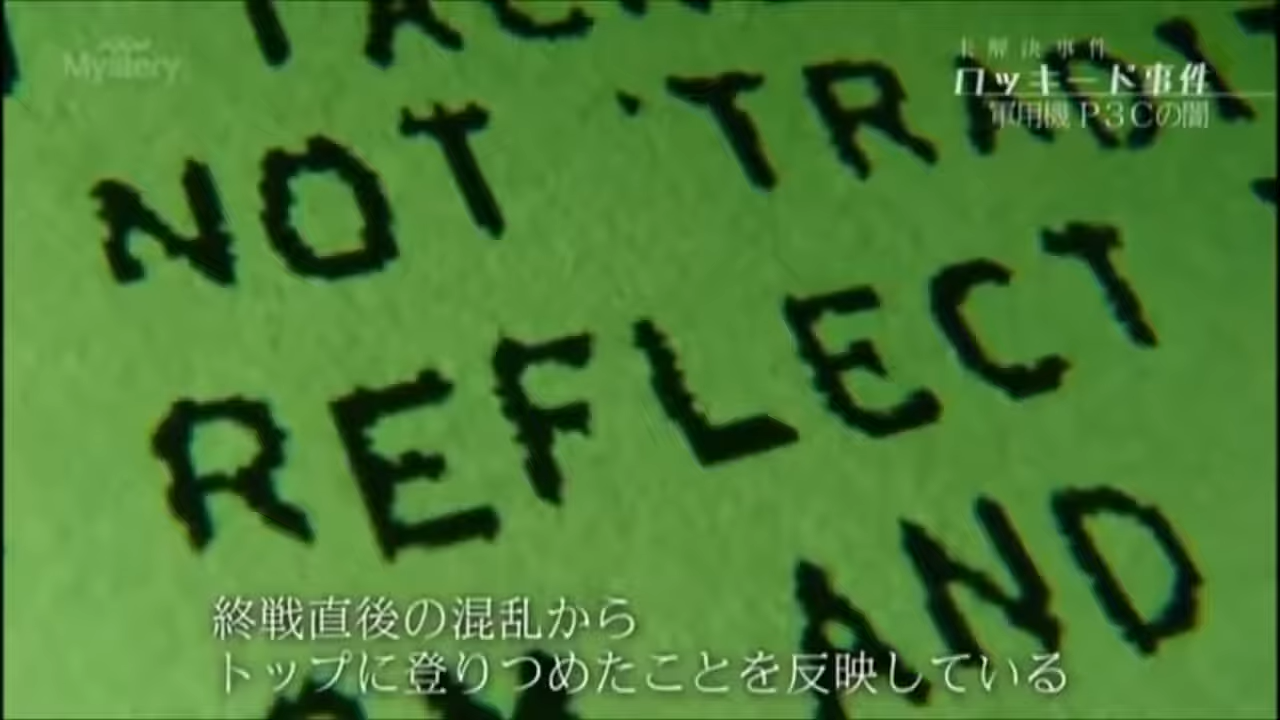 Mystery
未解決事件
ロッキード事件
軍用機 P3Cの闇
NOT
REFLECT
AND
終戦直後の混乱から
トップに登りつめたことを反映している